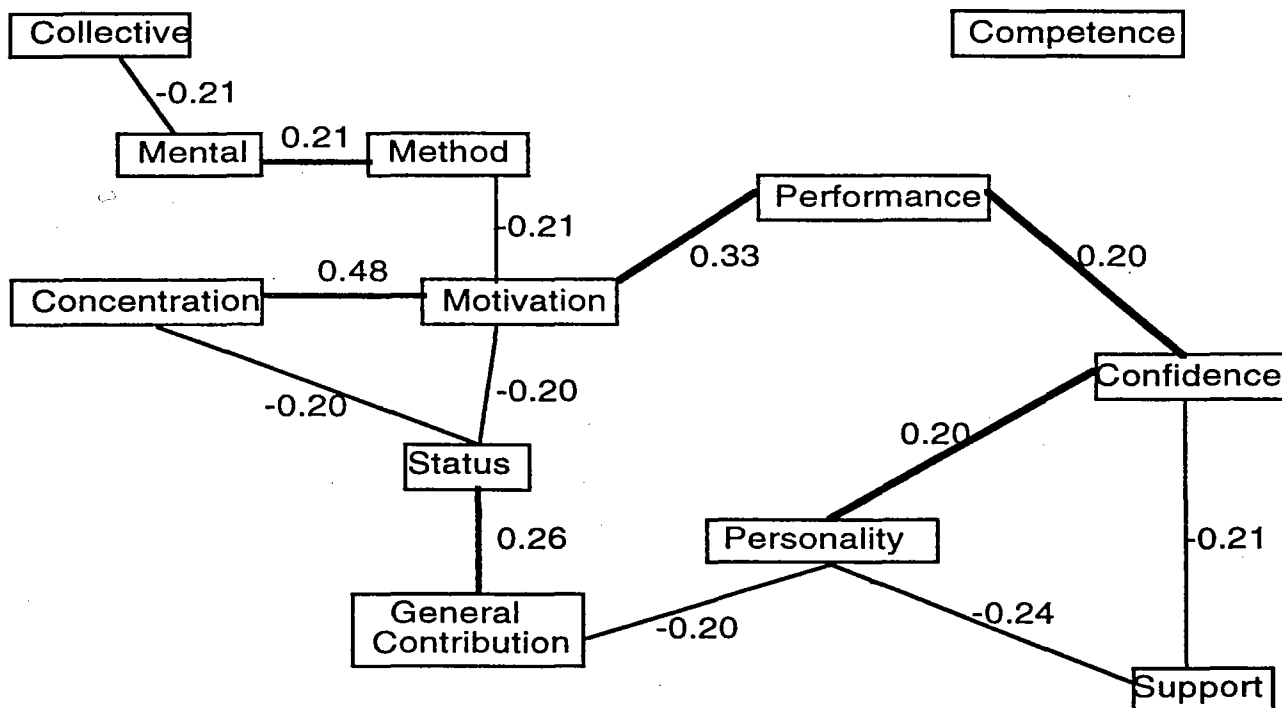 Collective
Competence
-0.21
Mental
0.21
Method
Performance
-0.21
0.33
0.20
0.48
Concentration
Motivation
Confidence
-0.20
-0.20
0.20
Status
0.26
Personality
-0.21
General
Contribution
-0.20
-0.24
Support